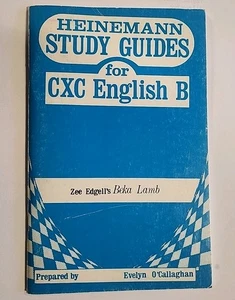 HEINEMANN
STUDY GUIDES
for
CXC English B
Zee Edgell's Beka Lamb
Prepared by Evelyn O'Callaghan